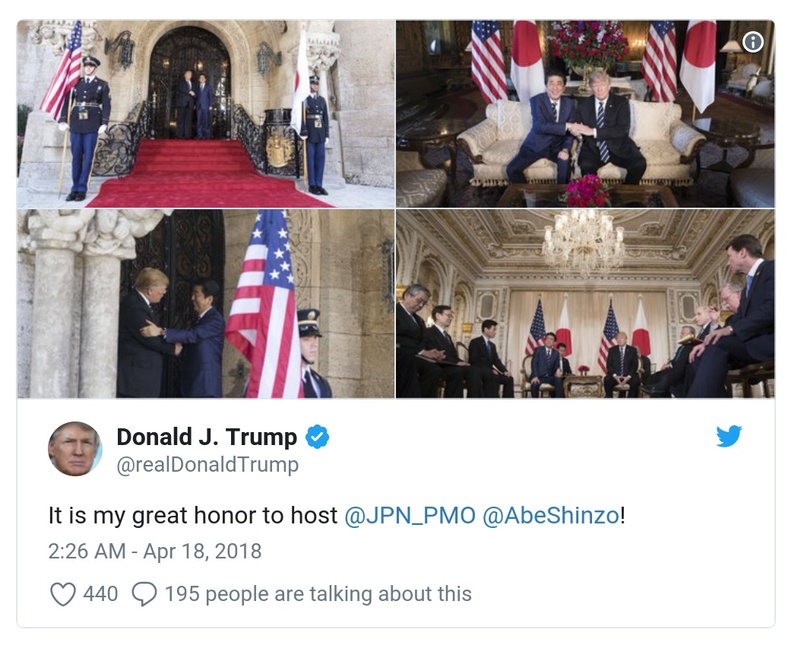 Donald J. Trump
@realDonaldTrump
It is my great honor to host @JPN_PMO @AbeShinzo!
2:26 AM - Apr 18, 2018
440 195 people are talking about this